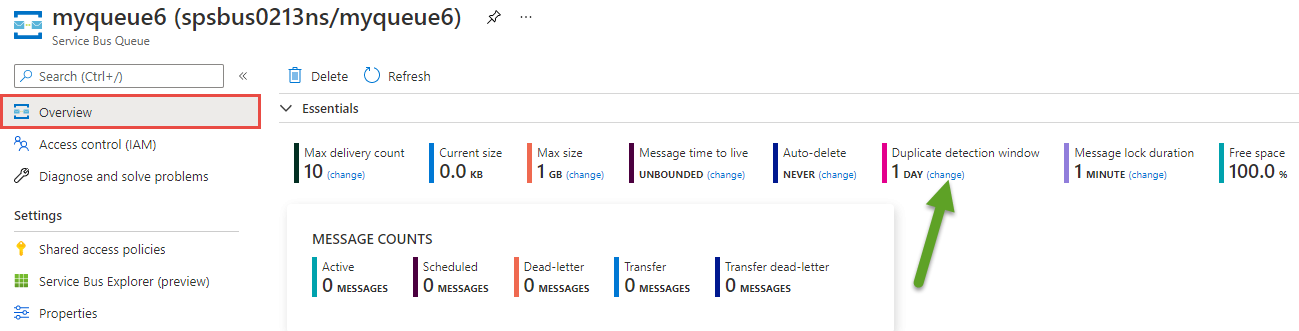 myqueue6 (spsbus0213ns/myqueue6)
Service Bus Queue
Search (Ctrl+/)
Overview
Access control (IAM)
Diagnose and solve problems
Settings
Shared access policies
Service Bus Explorer (preview)
Properties
Delete Refresh
Essentials
Max delivery count
10 (change)
Current size
0.0 KB
Max size
1 GB (change)
Message time to live
UNBOUNDED (change)
Auto-delete
NEVER (change)
Duplicate detection window
1 DAY (change)
Message lock duration
1 MINUTE (change)
Free space
100.0 %
MESSAGE COUNTS
Active
0 MESSAGES
Scheduled
0 MESSAGES
Dead-letter
0 MESSAGES
Transfer
0 MESSAGES
Transfer dead-letter
0 MESSAGES